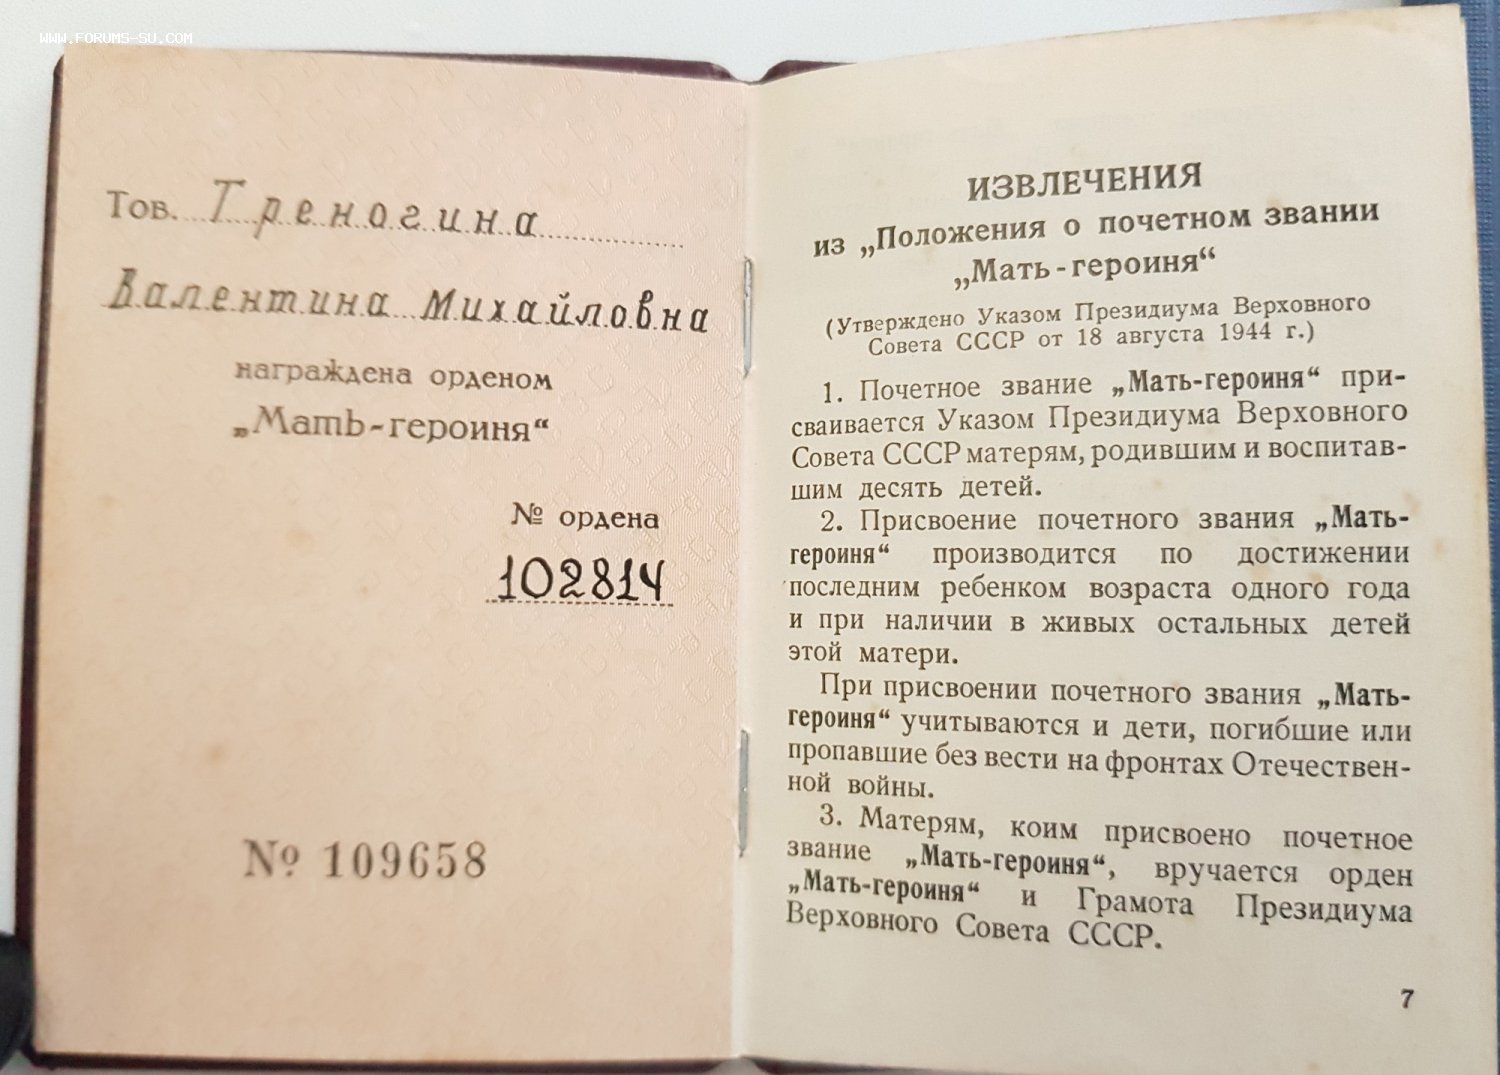 WWW.FORUMS-SU.COM
Тов. Треногина
Валентина Михайловна
награждена орденом
„Мать-героиня“
№ ордена
102814
№ 109658
ИЗВЛЕЧЕНИЯ
из „Положения о почетном звании
„Мать-героиня“
(Утверждено Указом Президиума Верховного
Совета СССР от 18 августа 1944 г.)
1. Почетное звание „Мать-героиня“ при-
сваивается Указом Президиума Верховного
Совета СССР матерям, родившим и воспитав-
шим десять детей.
2. Присвоение почетного звания „Мать-
героиня“ производится по достижении
последним ребенком возраста одного года
и при наличии в живых остальных детей
этой матери.
При присвоении почетного звания „Мать-
героиня“ учитываются и дети, погибшие или
пропавшие без вести на фронтах Отечествен-
ной войны.
3. Матерям, коим присвоено почетное
звание „Мать-героиня“, вручается орден
„Мать-героиня“ и Грамота Президиума
Верховного Совета СССР.
7